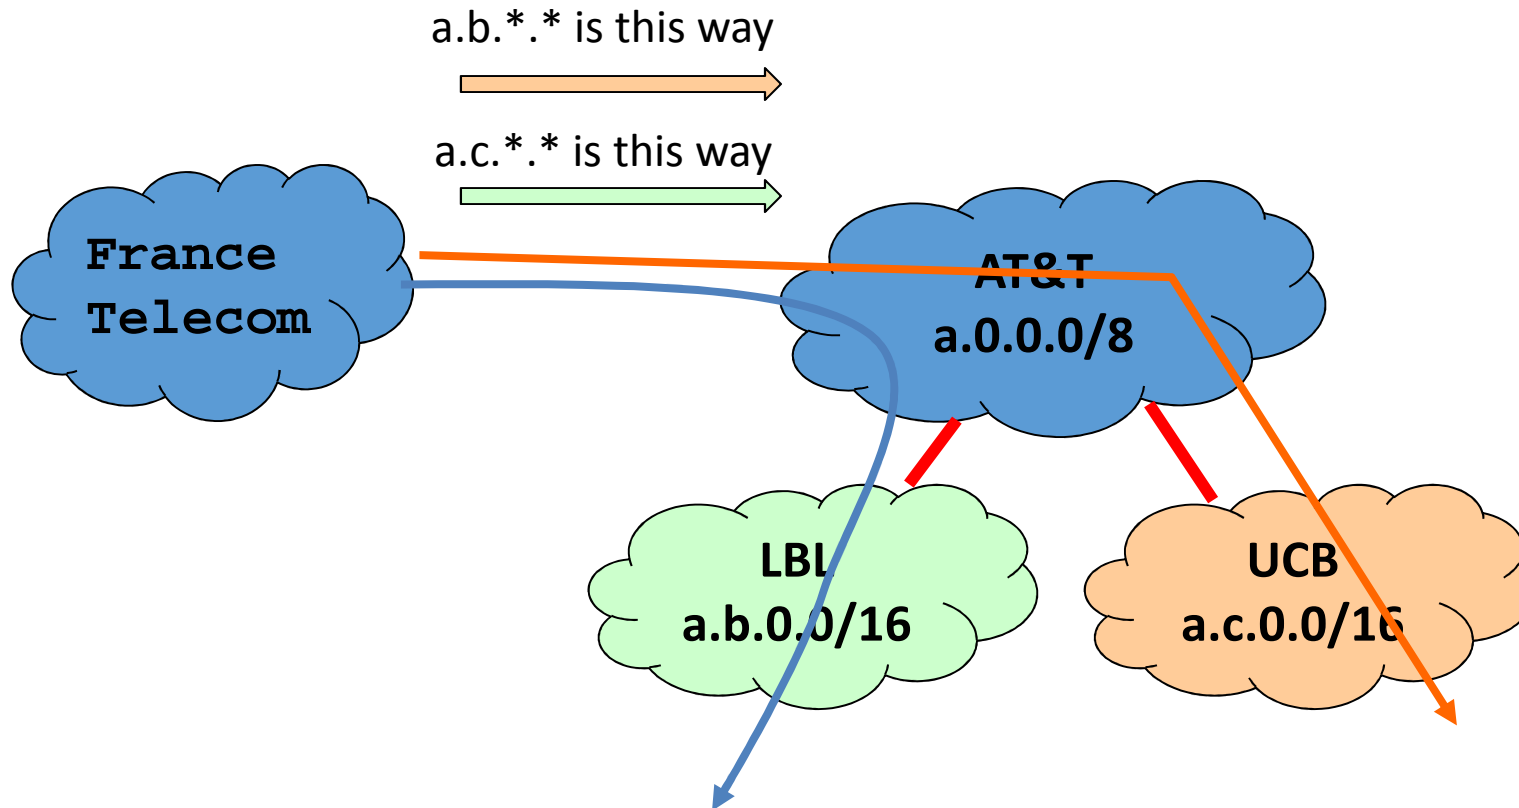 a.b.*.* is this way
a.c.*.* is this way
France
Telecom
AT&T
a.0.0.0/8
LBL
a.b.0.0/16
UCB
a.c.0.0/16